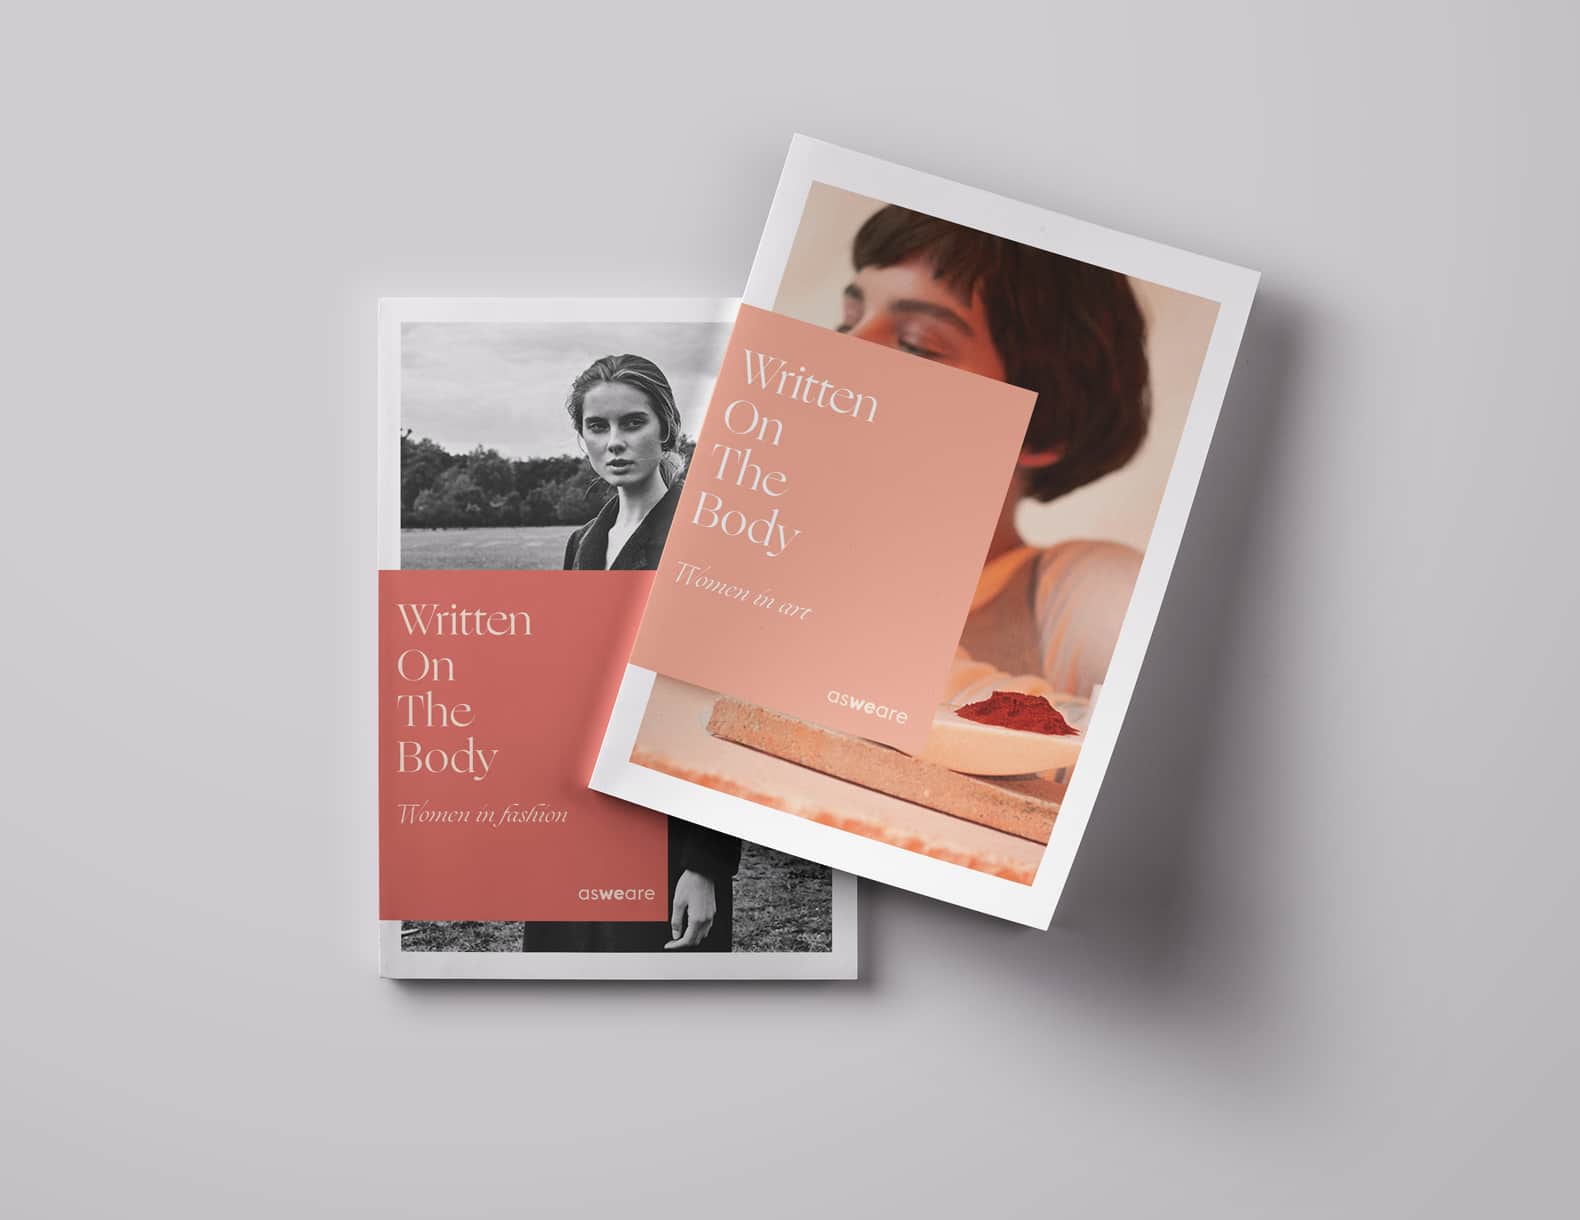 Written
On
The
Body
Women in fashion
asweare
Written
On
The
Body
Women in art
asweare